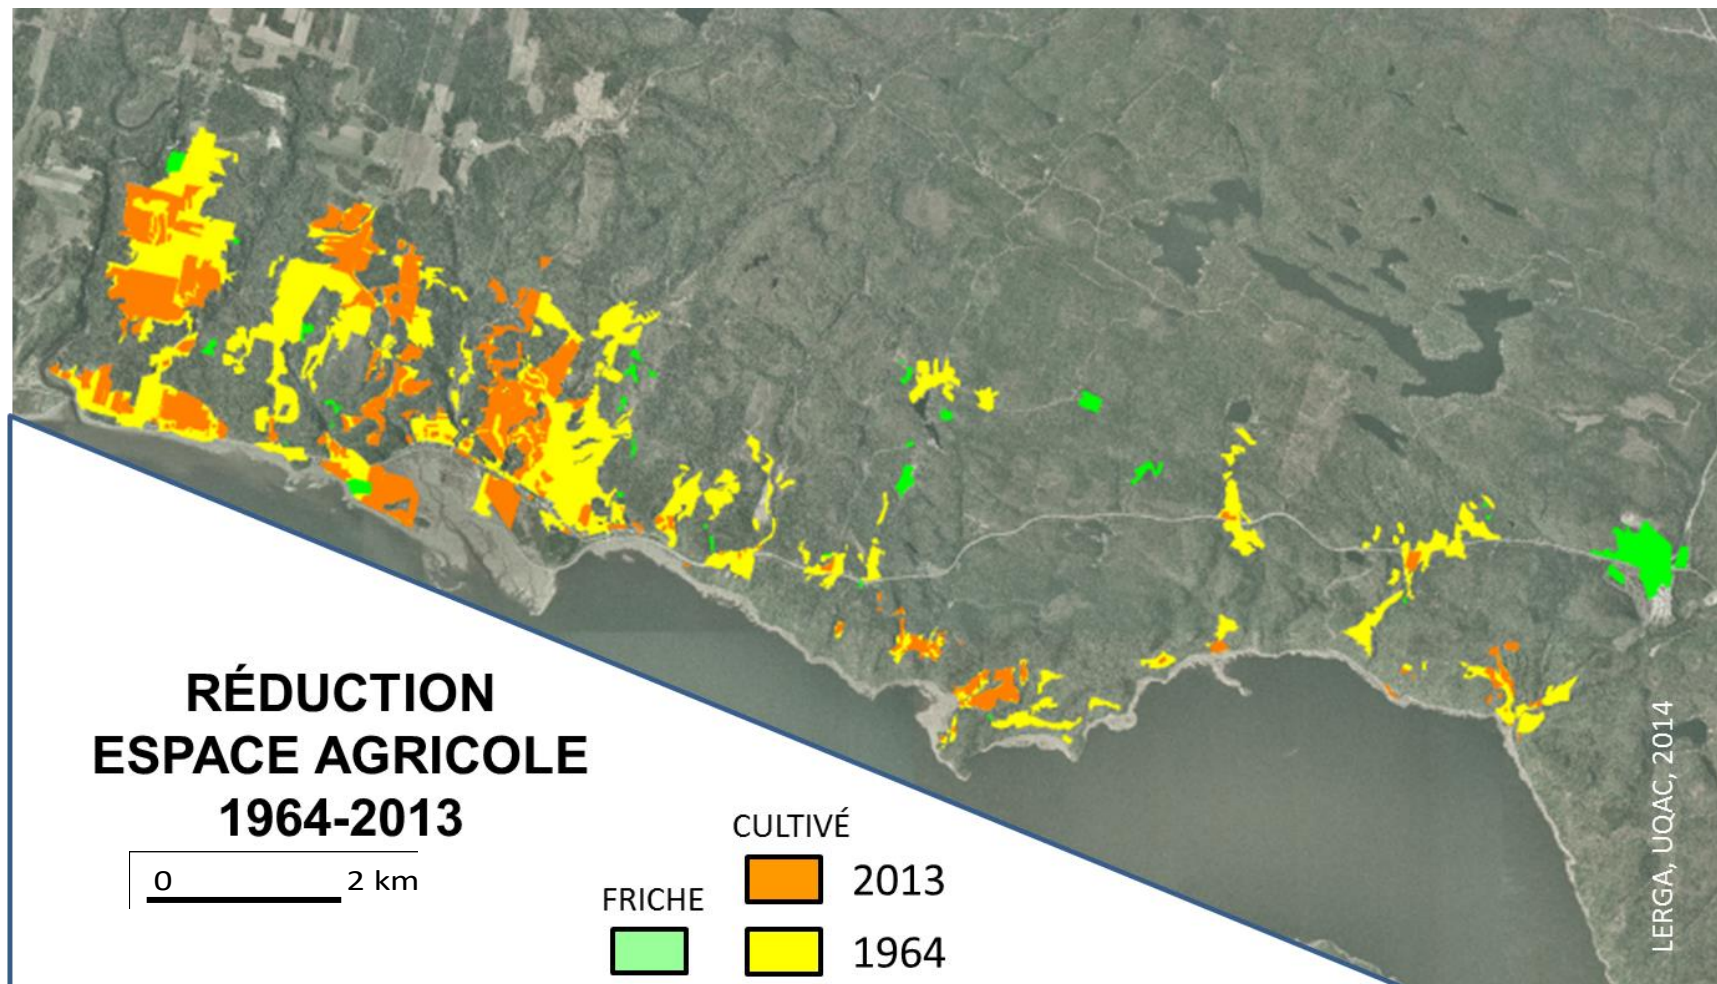 RÉDUCTION
ESPACE AGRICOLE
1964-2013
0 2 km
CULTIVÉ
2013
FRICHE
1964
LERGA, UQAC, 2014